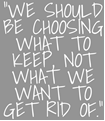 "WE SHOULD
BE CHOOSING
WHAT TO
KEEP NOT
WHAT WE
WANT TO
GET RID OF."